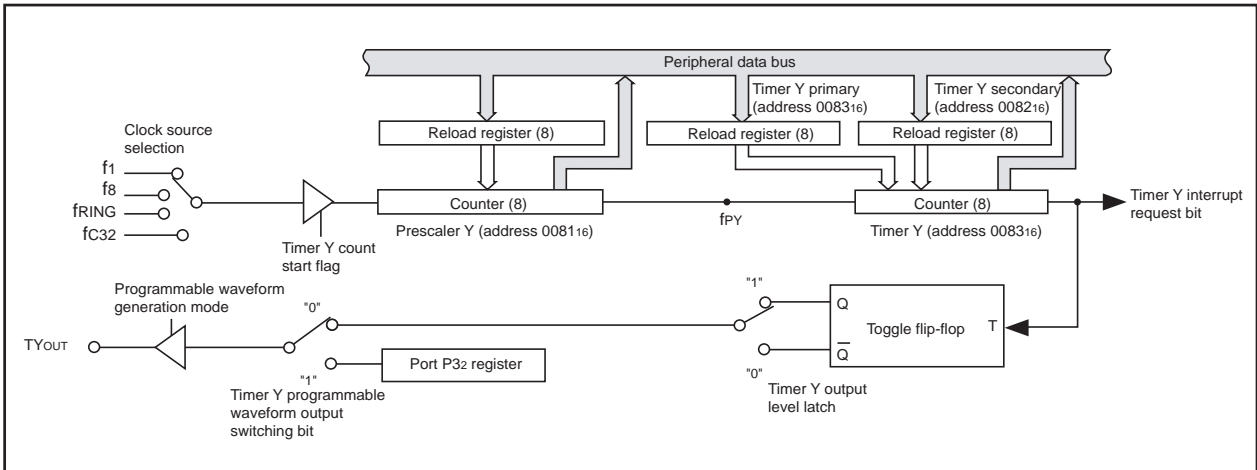 Peripheral data bus
Timer Y primary
(address 008316)
Timer Y secondary
(address 008216)
Clock source
selection
Reload register (8)
Reload register (8)
Reload register (8)
f1
f8
fRING
fC32
Counter (8)
fPY
Counter (8)
Timer Y interrupt
request bit
Timer Y count
start flag
Prescaler Y (address 008116)
Timer Y (address 008316)
Programmable waveform
generation mode
"0"
"1"
Q
Toggle flip-flop
T
TYOUT
"1"
Port P32 register
Q
"0"
Timer Y programmable
waveform output
switching bit
Timer Y output
level latch